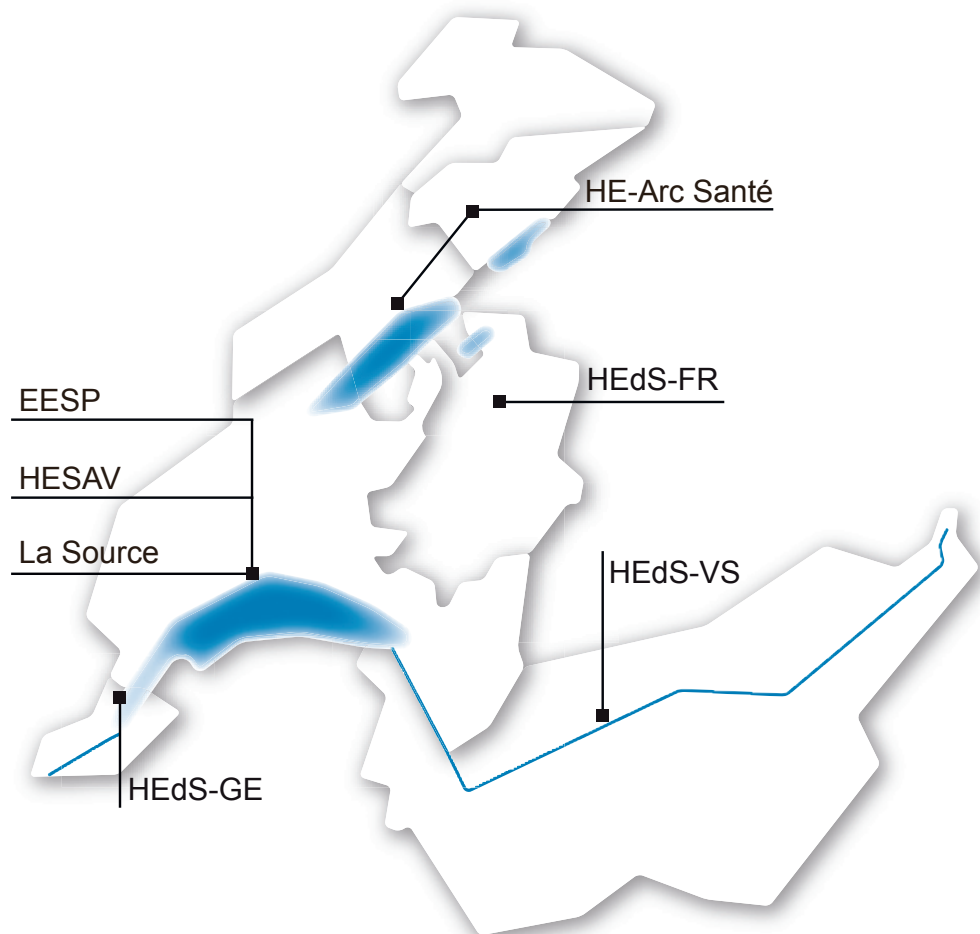 HE-Arc Santé
HEdS-FR
EESP
HESAV
La Source
HEdS-VS
HEdS-GE